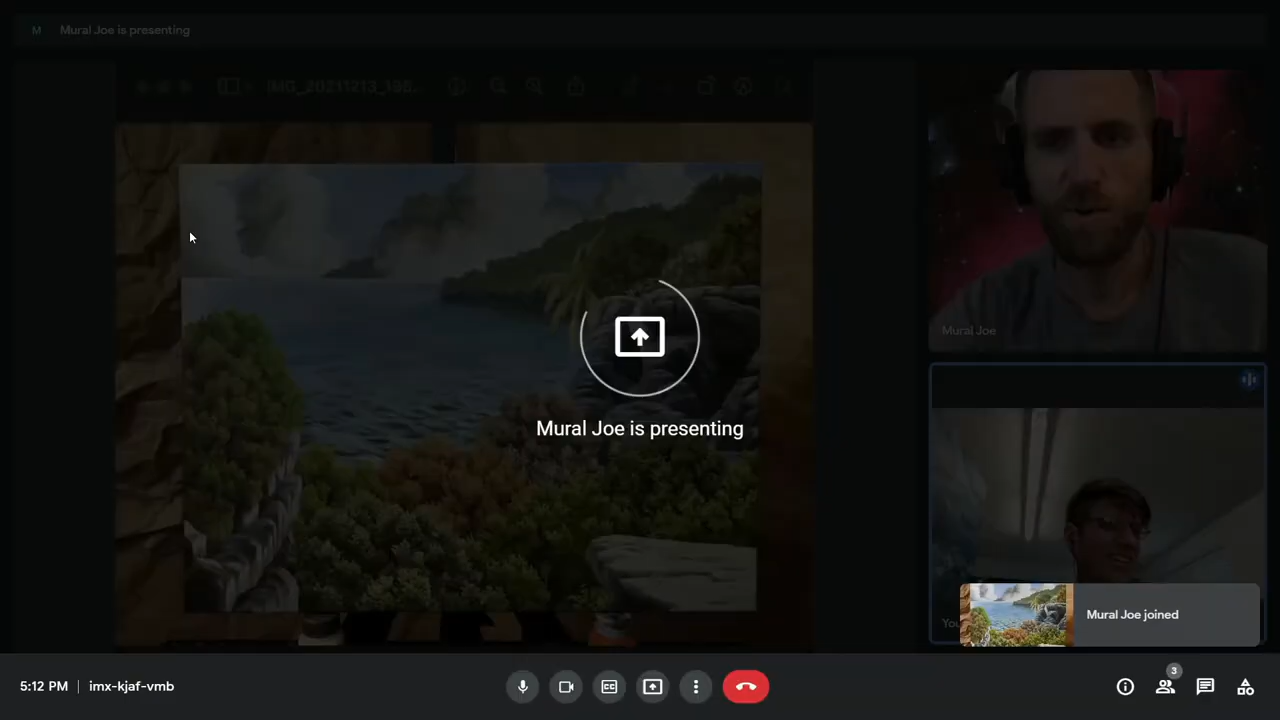 M Mural Joe is presenting
IMG_20211213_195...
Mural Joe
Mural Joe is presenting
Mural Joe joined
5:12 PM | imx-kjaf-vmb
3